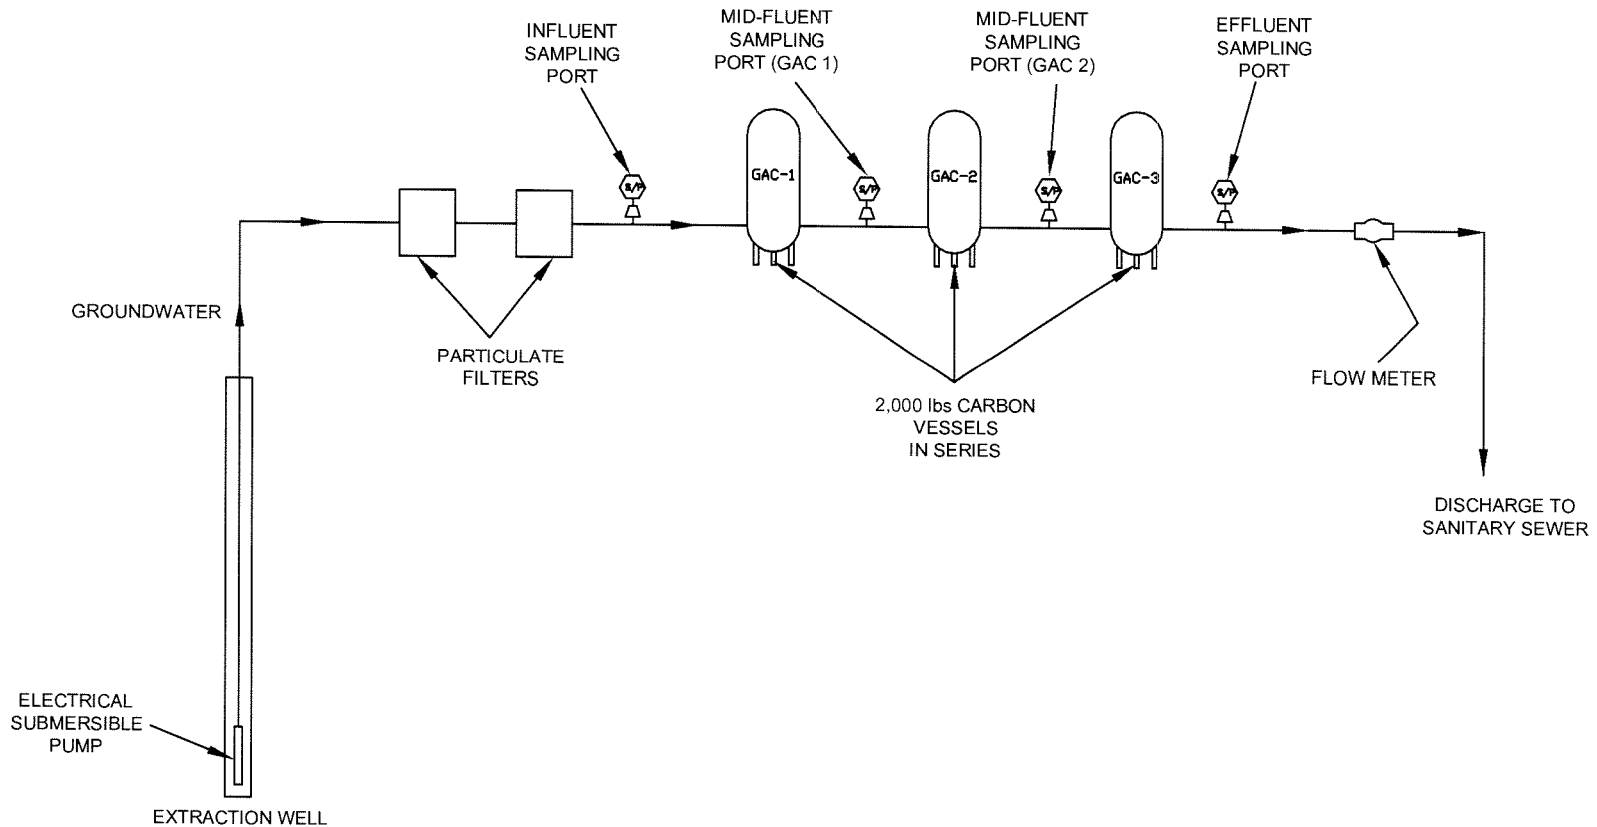 INFLUENT
SAMPLING
PORT
MID-FLUENT
SAMPLING
PORT (GAC 1)
MID-FLUENT
SAMPLING
PORT (GAC 2)
EFFLUENT
SAMPLING
PORT
S/P
S/P
S/P
S/P
GAC-1
GAC-2
GAC-3
GROUNDWATER
PARTICULATE
FILTERS
2,000 lbs CARBON
VESSELS
IN SERIES
FLOW METER
DISCHARGE TO
SANITARY SEWER
ELECTRICAL
SUBMERSIBLE
PUMP
EXTRACTION WELL